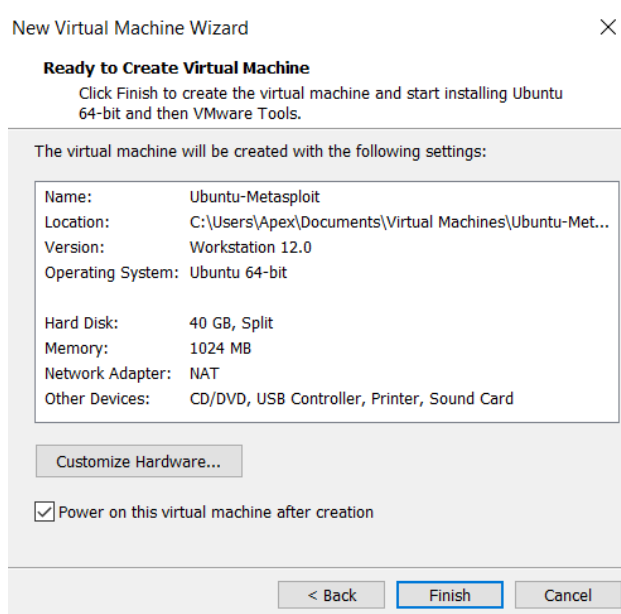 New Virtual Machine Wizard
Ready to Create Virtual Machine
Click Finish to create the virtual machine and start installing Ubuntu
64-bit and then VMware Tools.
The virtual machine will be created with the following settings:
Name: Ubuntu-Metasploit
Location: C:\Users\Apex\Documents\Virtual Machines\Ubuntu-Met...
Version: Workstation 12.0
Operating System: Ubuntu 64-bit
Hard Disk: 40 GB, Split
Memory: 1024 MB
Network Adapter: NAT
Other Devices: CD/DVD, USB Controller, Printer, Sound Card
Customize Hardware...
Power on this virtual machine after creation
< Back Finish Cancel